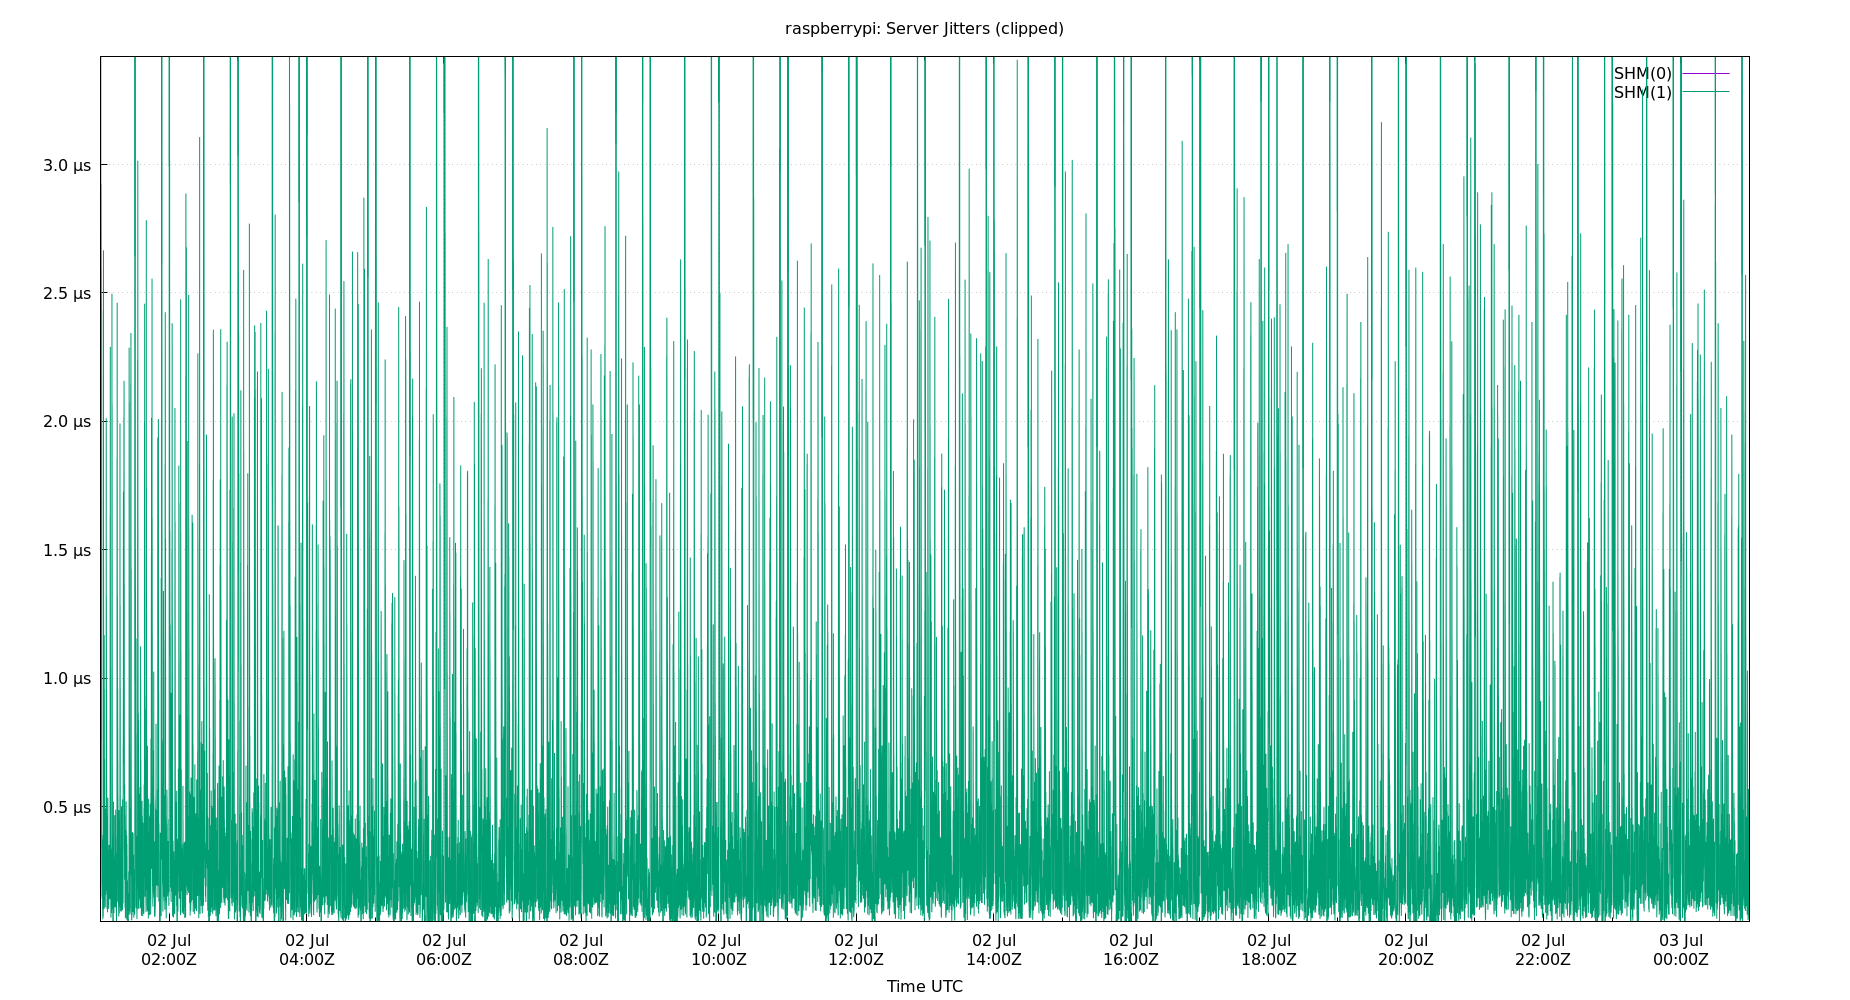 raspberrypi: Server Jitters (clipped)
SHM(0)
SHM(1)
3.0 µs
2.5 µs
2.0 µs
1.5 µs
1.0 µs
0.5 µs
02 Jul 02 Jul 02 Jul 02 Jul 02 Jul 02 Jul 02 Jul 02 Jul 02 Jul 02 Jul 02 Jul 03 Jul
02:00Z 04:00Z 06:00Z 08:00Z 10:00Z 12:00Z 14:00Z 16:00Z 18:00Z 20:00Z 22:00Z 00:00Z
Time UTC